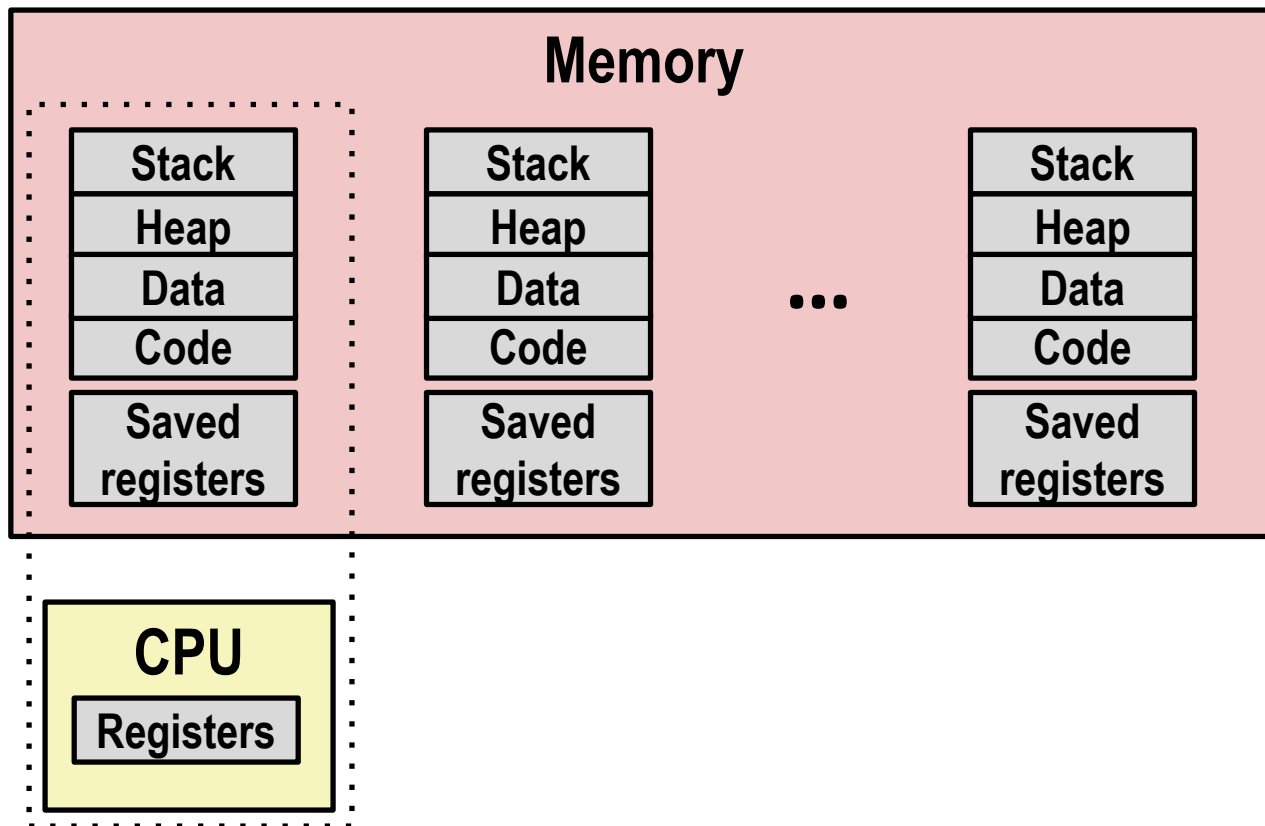 Memory
Stack
Heap
Data
Code
Saved
registers
Stack
Heap
Data
Code
Saved
registers
...
Stack
Heap
Data
Code
Saved
registers
CPU
Registers